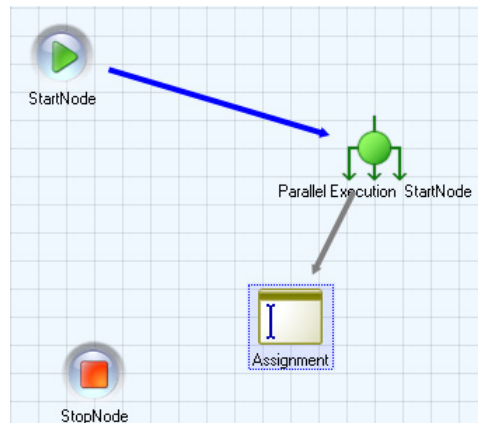 StartNode
Parallel Execution StartNode
Assignment
StopNode